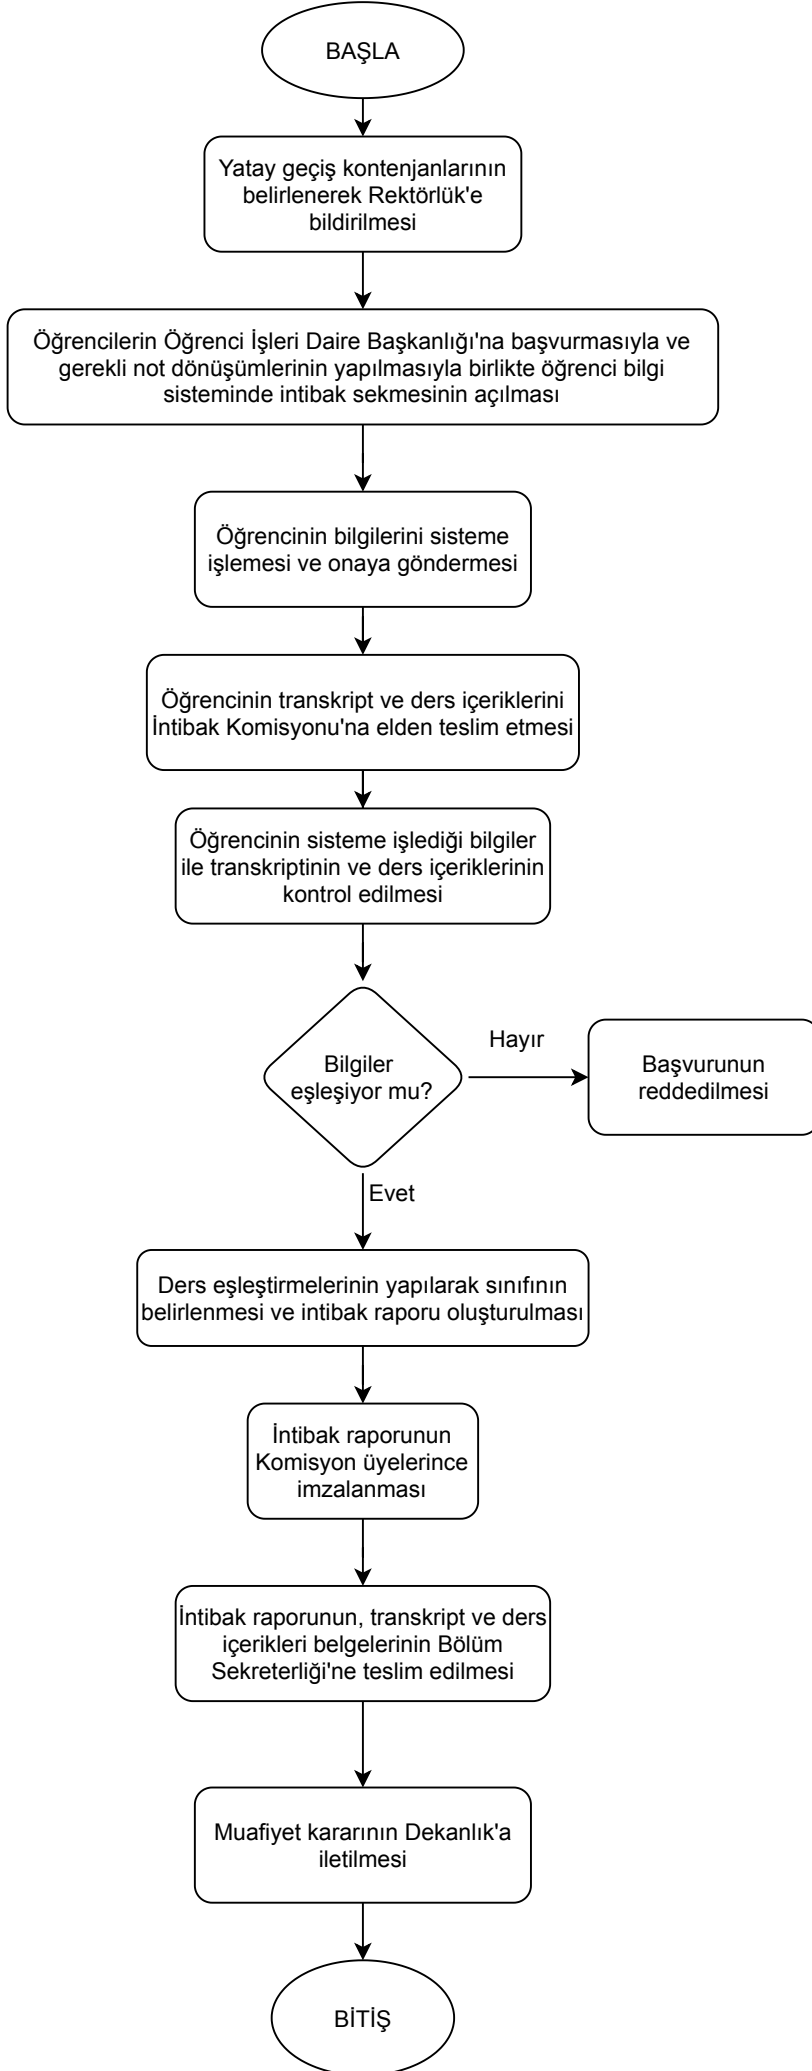 BAŞLA
Yatay geçiş kontenjanlarının
belirlenerek Rektörlük'e
bildirilmesi
Öğrencilerin Öğrenci İşleri Daire Başkanlığı'na başvurmasıyla ve
gerekli not dönüşümlerinin yapılmasıyla birlikte öğrenci bilgi
sisteminde intibak sekmesinin açılması
Öğrencinin bilgilerini sisteme
işlemesi ve onaya göndermesi
Öğrencinin transkript ve ders içeriklerini
İntibak Komisyonu'na elden teslim etmesi
Öğrencinin sisteme işlediği bilgiler
ile transkriptinin ve ders içeriklerinin
kontrol edilmesi
Bilgiler
eşleşiyor mu?
Hayır
Başvurunun
reddedilmesi
Evet
Ders eşleştirmelerinin yapılarak sınıfının
belirlenmesi ve intibak raporu oluşturulması
İntibak raporunun
Komisyon üyelerince
imzalanması
İntibak raporunun, transkript ve ders
içerikleri belgelerinin Bölüm
Sekreterliği'ne teslim edilmesi
Muafiyet kararının Dekanlık'a
iletilmesi
BİTİŞ